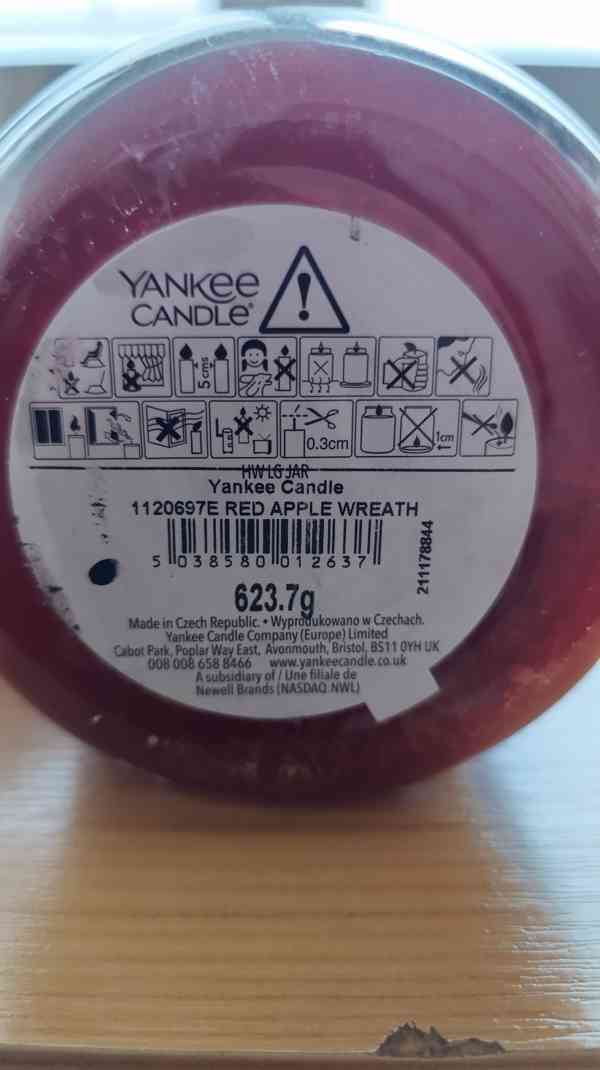 YANKEE
CANDLE®
5 cms
0.3cm
1cm
HW LG JAR
Yankee Candle
1120697E RED APPLE WREATH
5 038580 012637
211178844
623.7g
Made in Czech Republic. • Wyprodukowano w Czechach.
Yankee Candle Company (Europe) Limited
Cabot Park, Poplar Way East, Avonmouth, Bristol, BS11 0YH UK
008 008 658 8466 www.yankeecandle.co.uk
A subsidiary of / Une filiale de
Newell Brands (NASDAQ NWL)